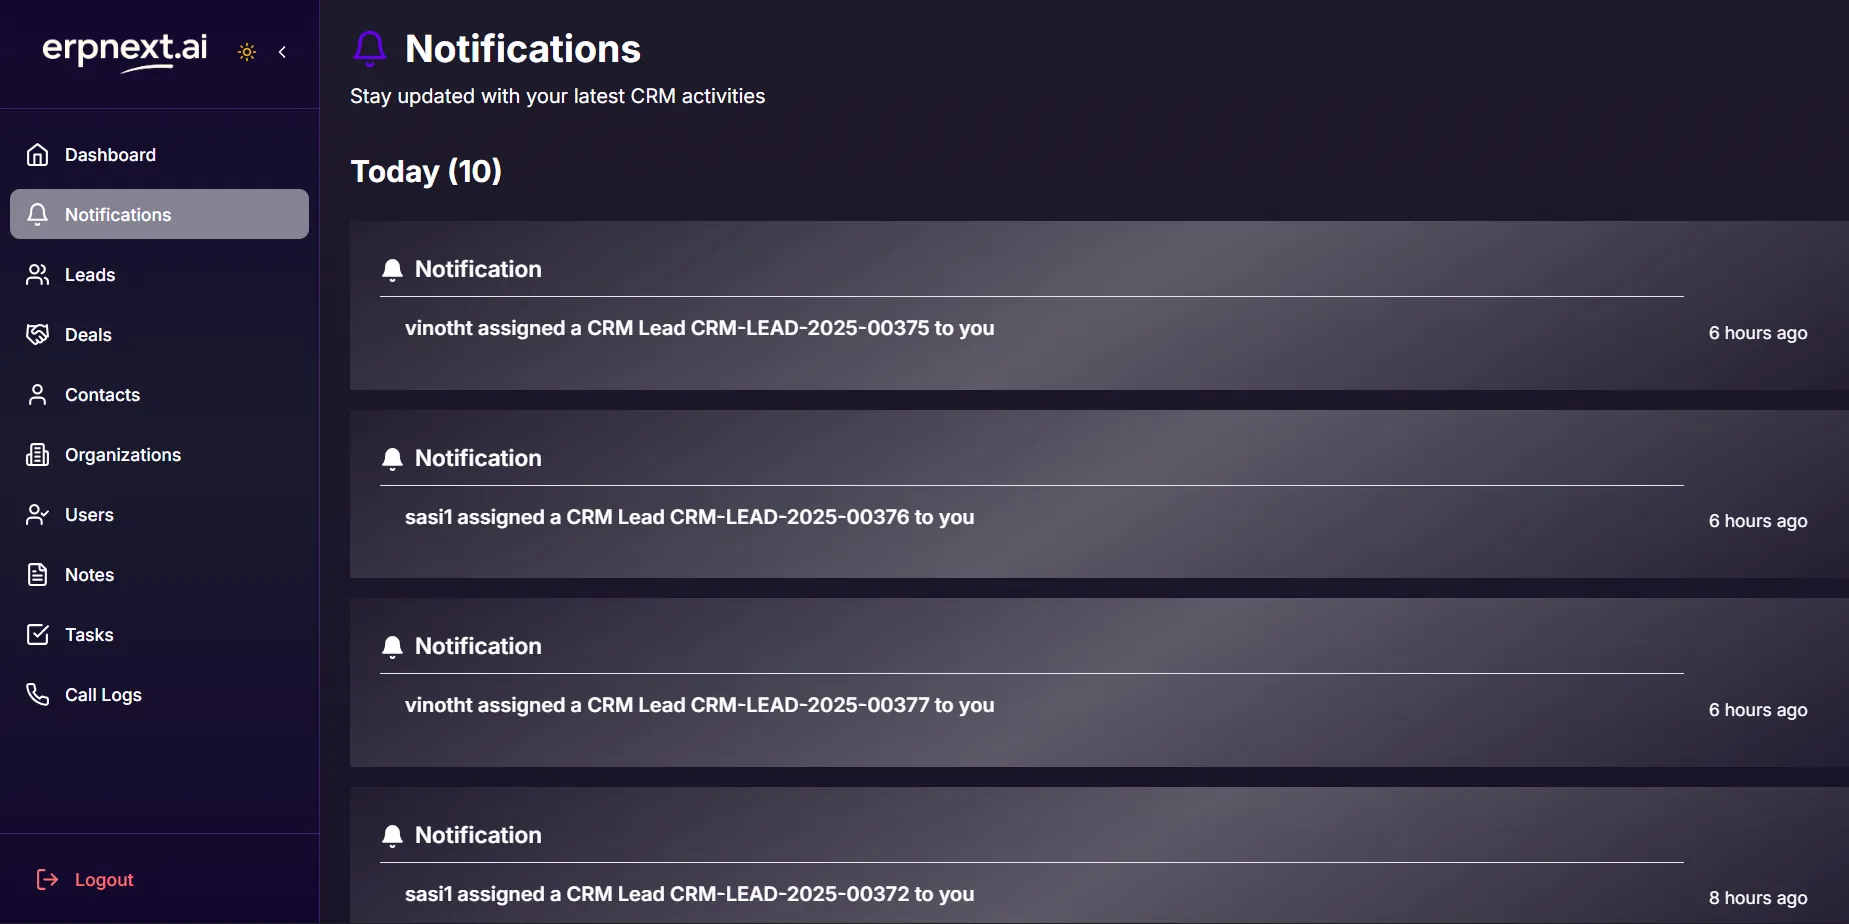 erpnext.ai
Dashboard
Notifications
Leads
Deals
Contacts
Organizations
Users
Notes
Tasks
Call Logs
Logout
Notifications
Stay updated with your latest CRM activities
Today (10)
Notification
vinotht assigned a CRM Lead CRM-LEAD-2025-00375 to you
6 hours ago
Notification
sasi1 assigned a CRM Lead CRM-LEAD-2025-00376 to you
6 hours ago
Notification
vinotht assigned a CRM Lead CRM-LEAD-2025-00377 to you
6 hours ago
Notification
sasi1 assigned a CRM Lead CRM-LEAD-2025-00372 to you
8 hours ago